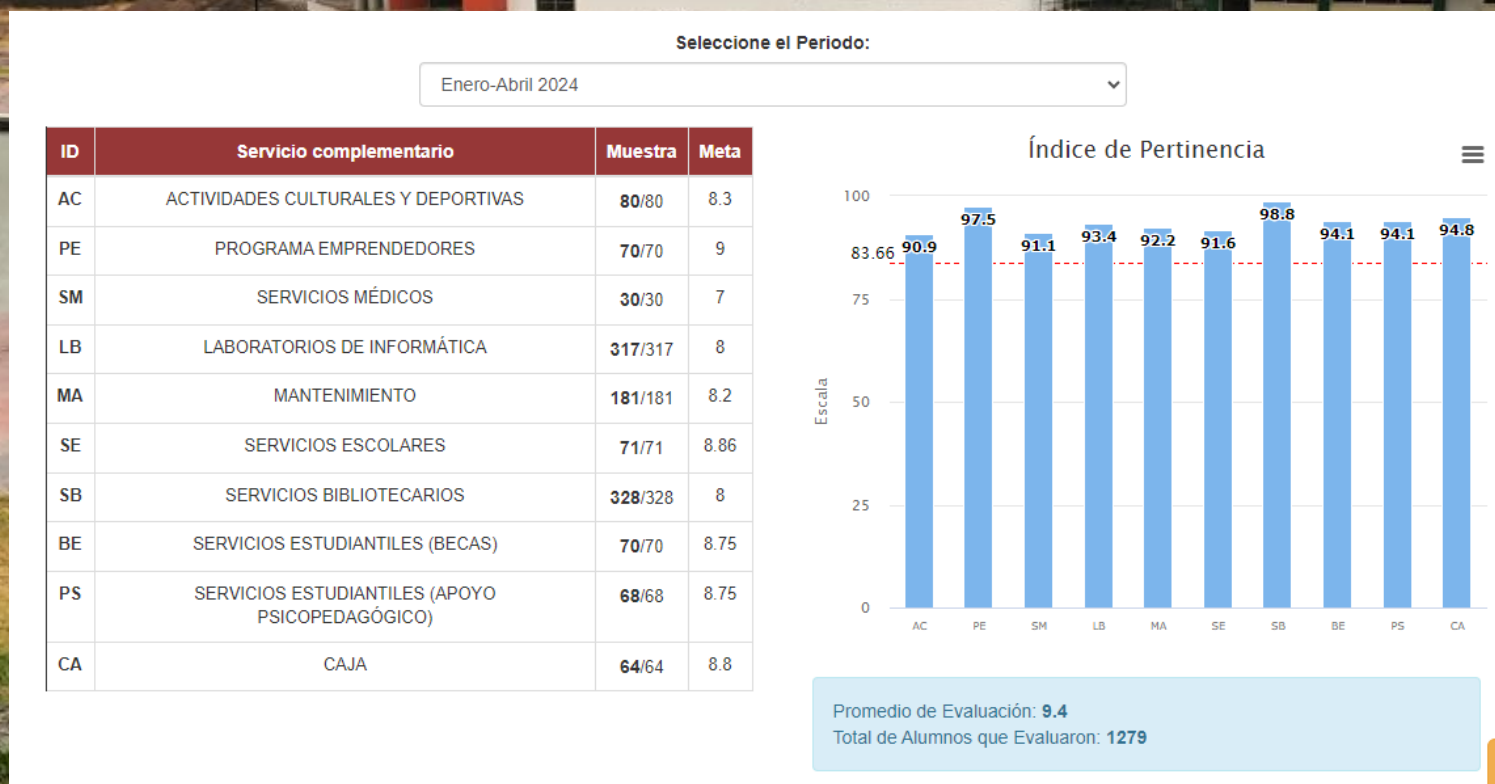 Seleccione el Periodo:
Enero-Abril 2024
ID Servicio complementario Muestra Meta
AC ACTIVIDADES CULTURALES Y DEPORTIVAS 80/80 8.3
PE PROGRAMA EMPRENDEDORES 70/70 9
SM SERVICIOS MÉDICOS 30/30 7
LB LABORATORIOS DE INFORMÁTICA 317/317 8
MA MANTENIMIENTO 181/181 8.2
SE SERVICIOS ESCOLARES 71/71 8.86
SB SERVICIOS BIBLIOTECARIOS 328/328 8
BE SERVICIOS ESTUDIANTILES (BECAS) 70/70 8.75
PS SERVICIOS ESTUDIANTILES (APOYO
PSICOPEDAGÓGICO) 68/68 8.75
CA CAJA 64/64 8.8
Índice de Pertinencia
100
83.66
75
50
25
0
Escala
90.9 97.5 91.1 93.4 92.2 91.6 98.8 94.1 94.1 94.8
AC PE SM LB MA SE SB BE PS CA
Promedio de Evaluación: 9.4
Total de Alumnos que Evaluaron: 1279